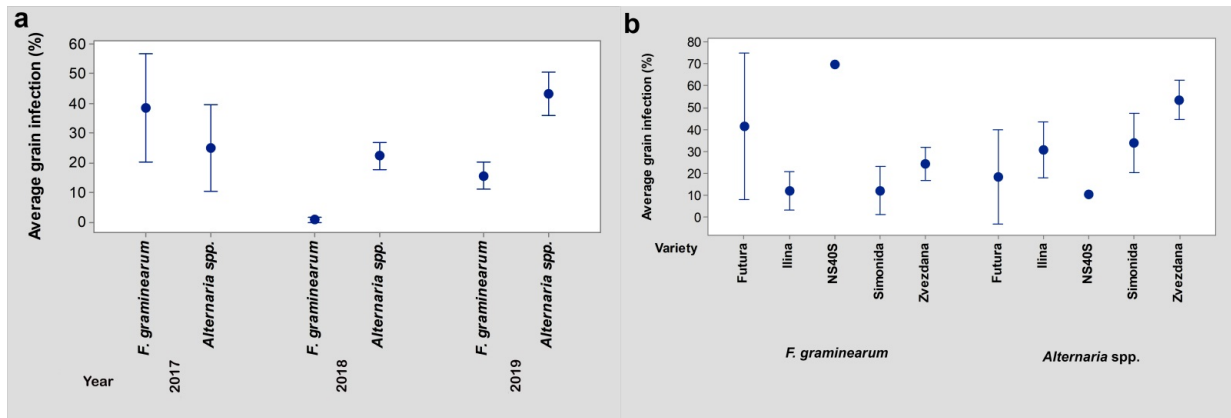 a
Average grain infection (%)
60
50
40
30
20
10
0
F. graminearum
Alternaria spp.
F. graminearum
Alternaria spp.
F. graminearum
Alternaria spp.
Year
2017
2018
2019
b
Average grain infection (%)
80
70
60
50
40
30
20
10
0
Variety
Futura
Ilina
NS40S
Simonida
Zvezdana
Futura
Ilina
NS40S
Simonida
Zvezdana
F. graminearum
Alternaria spp.